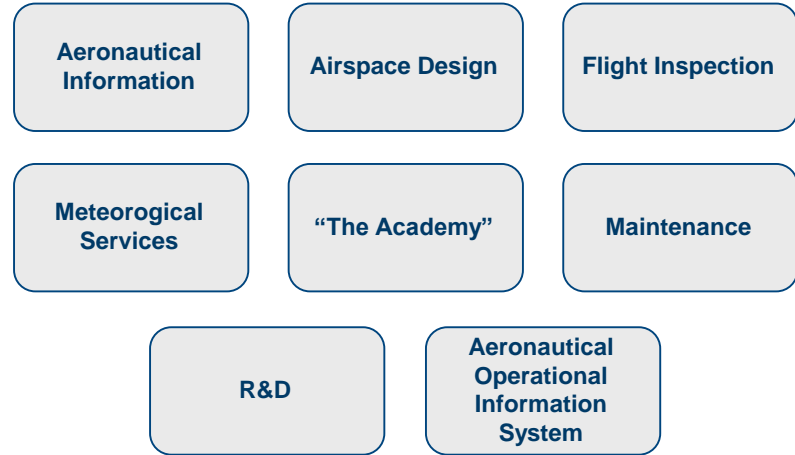 Aeronautical
Information
Airspace Design
Flight Inspection
Meteorogical
Services
“The Academy”
Maintenance
R&D
Aeronautical
Operational
Information
System